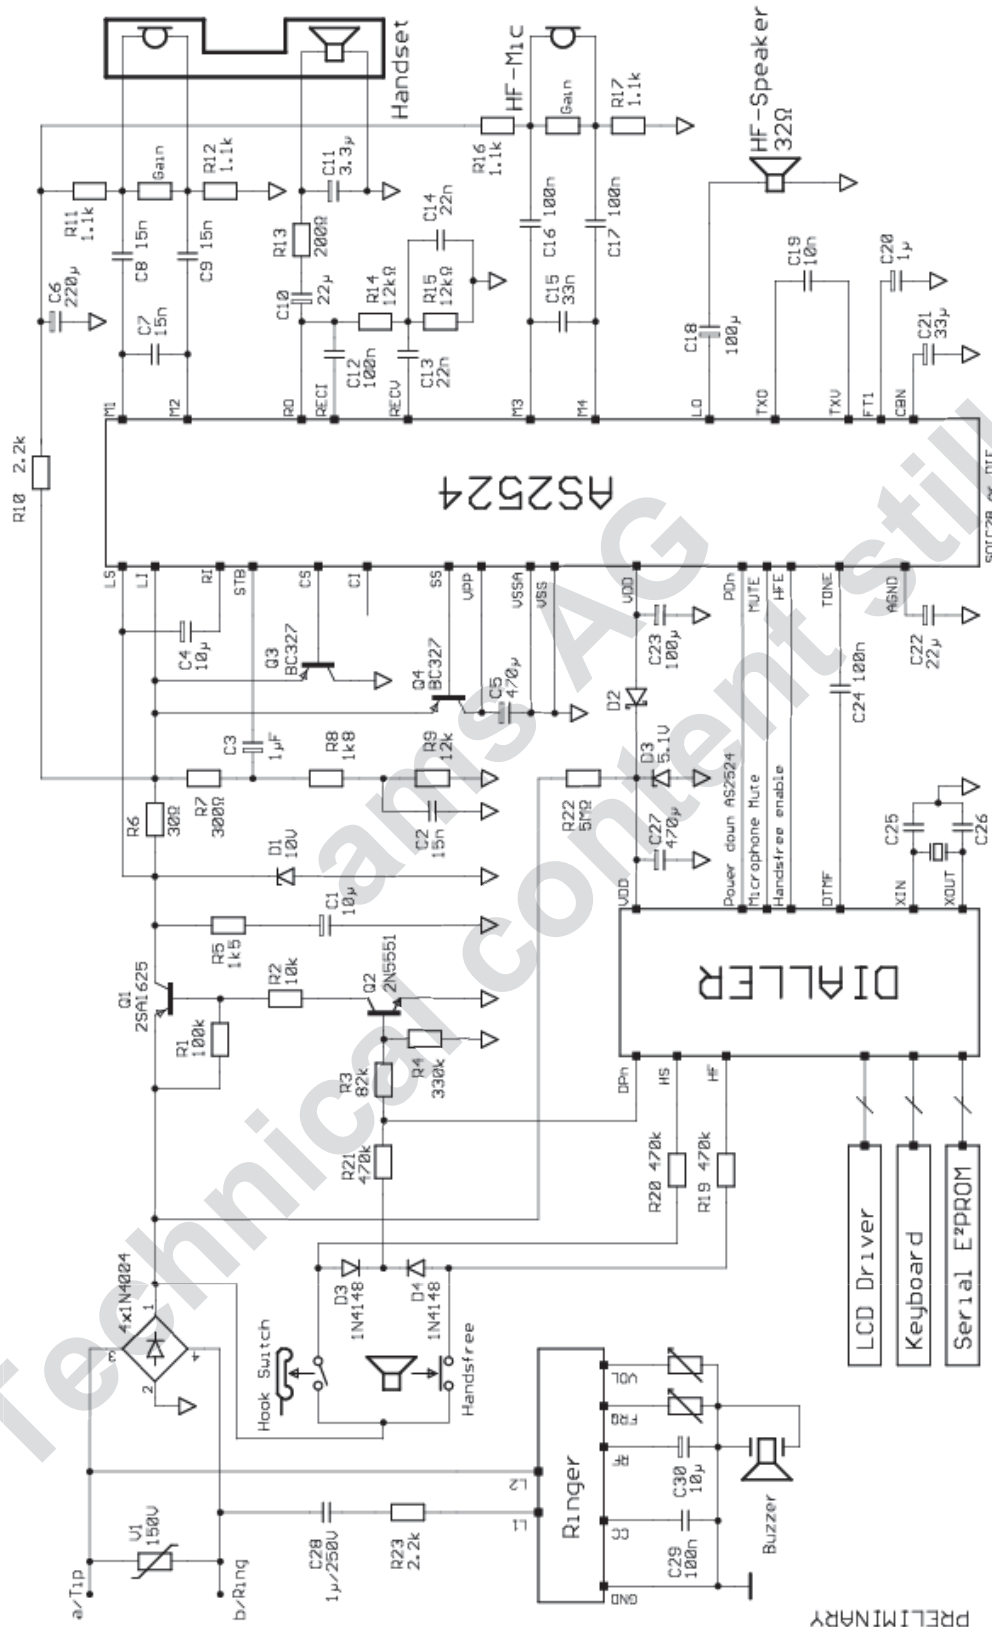 Handset
HF-Mic
HF-Speaker
32Ω
R11
1.1k
Gain
R12
1.1k
C6
220µ
C8 15n
C9 15n
C7
15n
R13
200Ω
C11
3.3µ
C10
22µ
R14
12kΩ
R15
12kΩ
C14
22n
C12
100n
C13
22n
R16
1.1k
Gain
R17
1.1k
C16 100n
C17 100n
C15
33n
C18
100µ
C19
10n
C20
1µ
C21
33µ
R10 2.2k
M1
M2
RO
RECI
RECV
M3
M4
LO
TXO
TXV
FT1
CBN
AS2524
LS
LI
RI
STB
CS
CI
SS
VPP
VSSA
VSS
VDD
PDn
MUTE
HFE
TONE
AGND
C4
10µ
Q3
BC327
Q4
BC327
C5
470µ
C23
100µ
C22
22µ
C24 100n
D2
D3
5.1V
R6
30Ω
R7
300Ω
C3
1µF
R8
1k8
R9
12k
C2
15n
R22
5MΩ
C27
470µ
D1
10V
R5
1k5
C1
10µ
Power down AS2524
Microphone Mute
Handsfree enable
C25
C26
VDD
DTMF
XIN
XOUT
DIALLER
DPn
HS
HF
Q1
2SA1625
R1
100k
R2
10k
Q2
2N5551
R3
82k
R4
330k
R21
470k
R20 470k
R19 470k
LCD Driver
Keyboard
Serial E²PROM
4x1N4004
1
2
3
4
Hook Switch
D3
1N4148
D4
1N4148
Handsfree
V1
150V
a/Tip
b/Ring
C28
1µ/250V
R23
2.2k
L2
L1
Ringer
VOL
FRQ
RF
CC
GND
C30
10µ
C29
100n
Buzzer
PRELIMINARY
ams AG
Technical content still